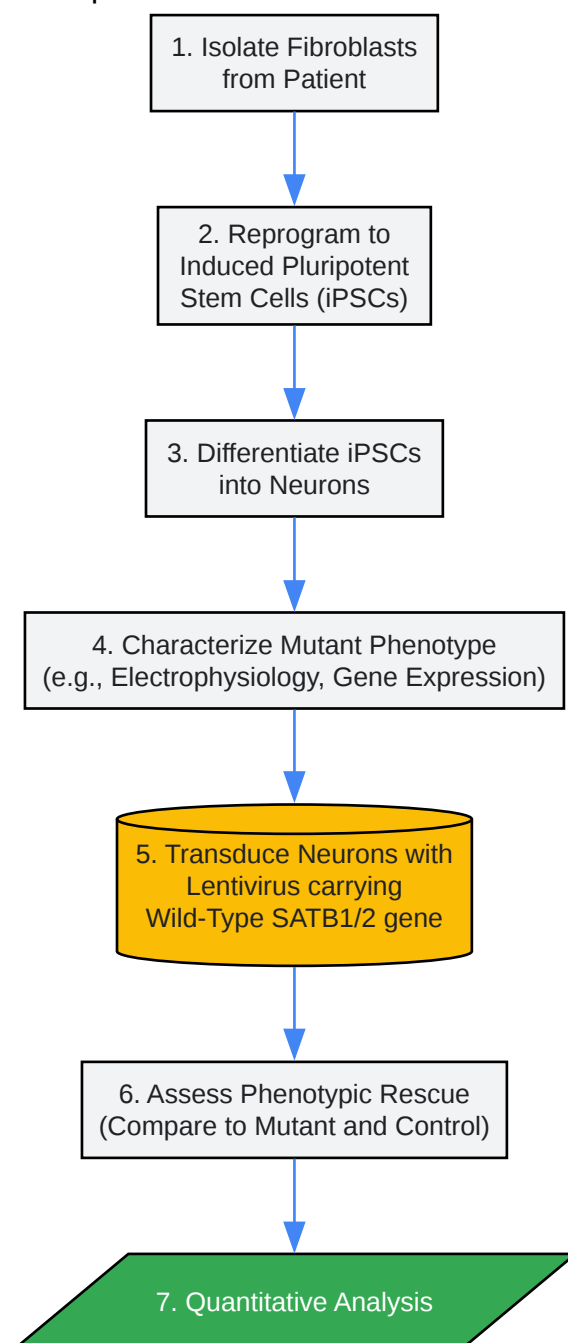 1. Isolate Fibroblasts
from Patient
2. Reprogram to
Induced Pluripotent
Stem Cells (iPSCs)
3. Differentiate iPSCs
into Neurons
4. Characterize Mutant Phenotype
(e.g., Electrophysiology, Gene Expression)
5. Transduce Neurons with
Lentivirus carrying
Wild-Type SATB1/2 gene
6. Assess Phenotypic Rescue
(Compare to Mutant and Control)
7. Quantitative Analysis